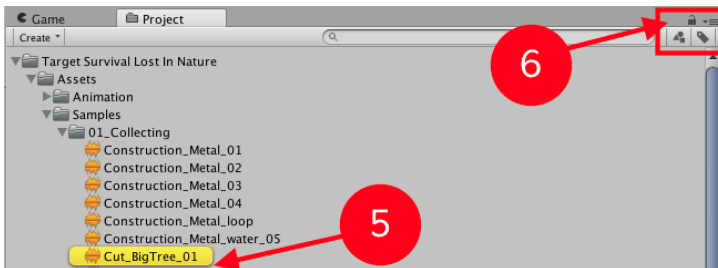 Game Project
Create
6
Target Survival Lost In Nature
Assets
Animation
Samples
01_Collecting
Construction_Metal_01
Construction_Metal_02
Construction_Metal_03
Construction_Metal_04
Construction_Metal_loop
Construction_Metal_water_05
5
Cut_BigTree_01